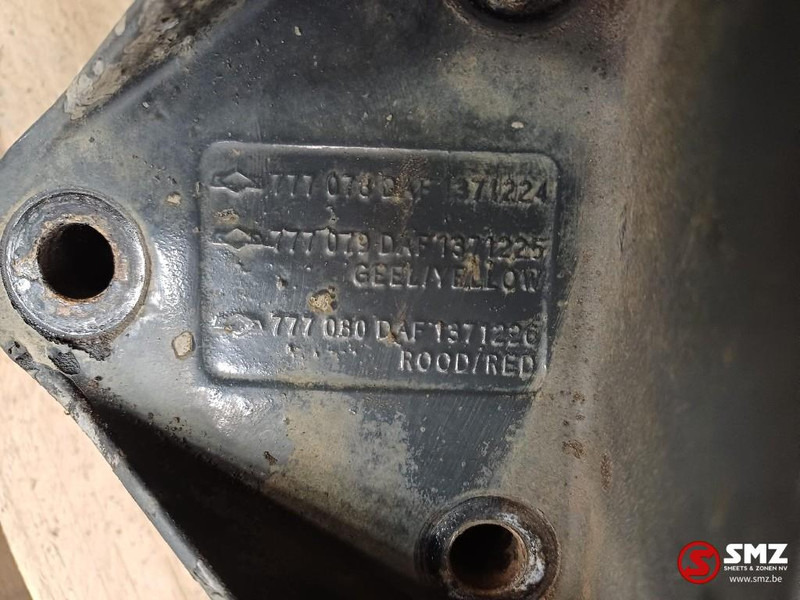 777 078 DAF 1371224
777 079 DAF 1371225
GEEL/YELLOW
777 080 DAF 1371226
ROOD/RED
SMZ
SMEETS & ZONEN NV
www.smz.be